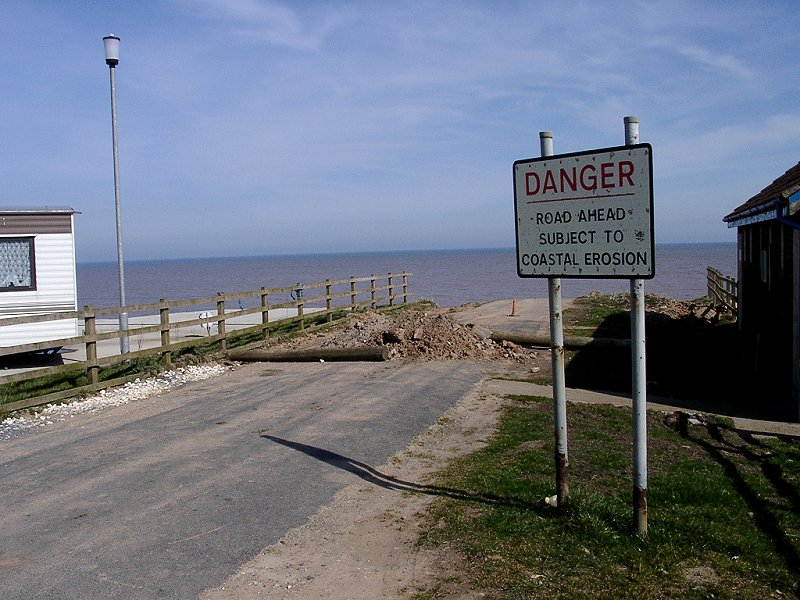 DANGER
ROAD AHEAD
SUBJECT TO
COASTAL EROSION